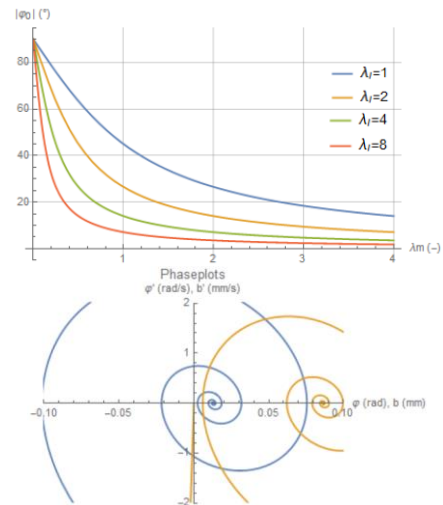 |φ₀| (°)
80
60
40
20
λₗ=1
λₗ=2
λₗ=4
λₗ=8
1
2
3
4
λm (–)
Phaseplots
φ' (rad/s), b' (mm/s)
2
1
-0.10
-0.05
0.05
0.10
φ (rad), b (mm)
-1
-2